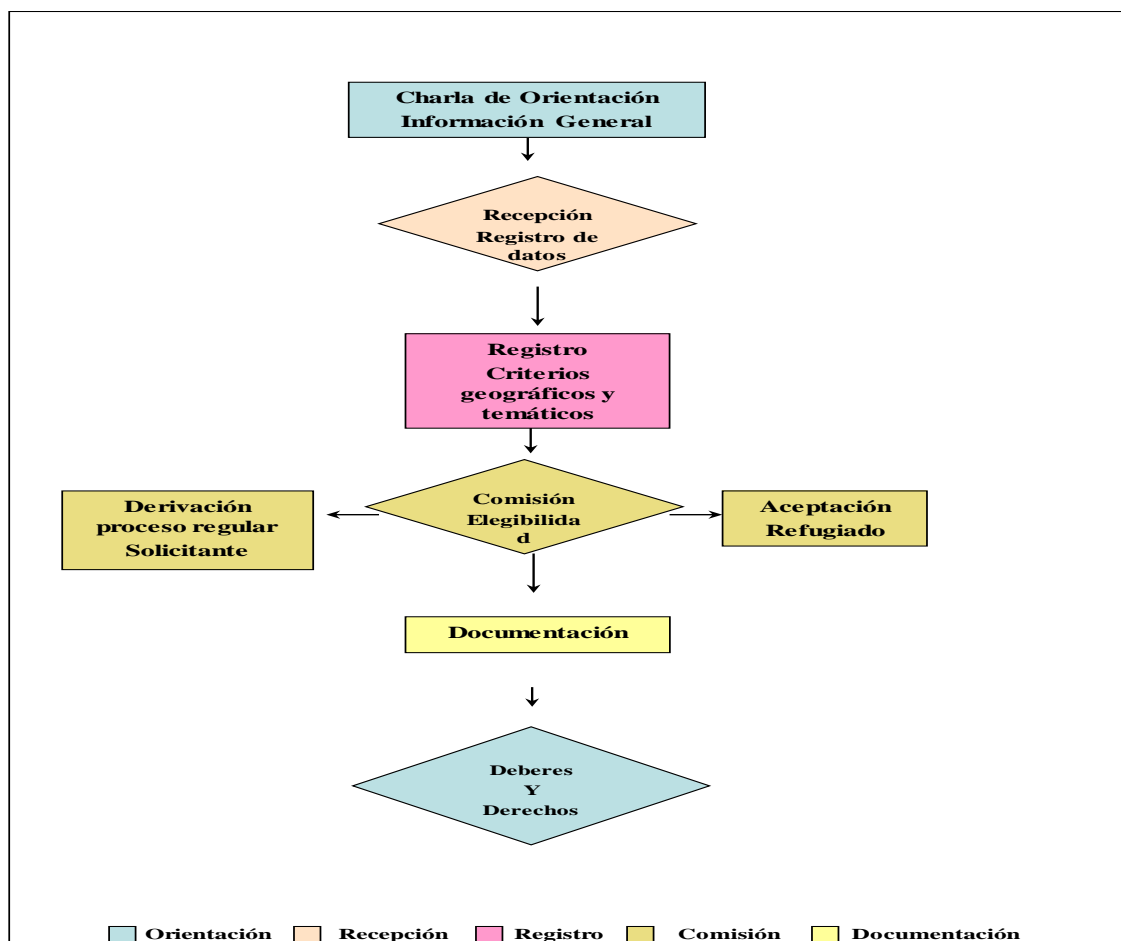 Charla de Orientación
Información General
Recepción
Registro de
datos
Registro
Criterios
geográficos y
temáticos
Derivación
proceso regular
Solicitante
Comisión
Elegibilida
d
Aceptación
Refugiado
Documentación
Deberes
Y
Derechos
Orientación Recepción Registro Comisión Documentación